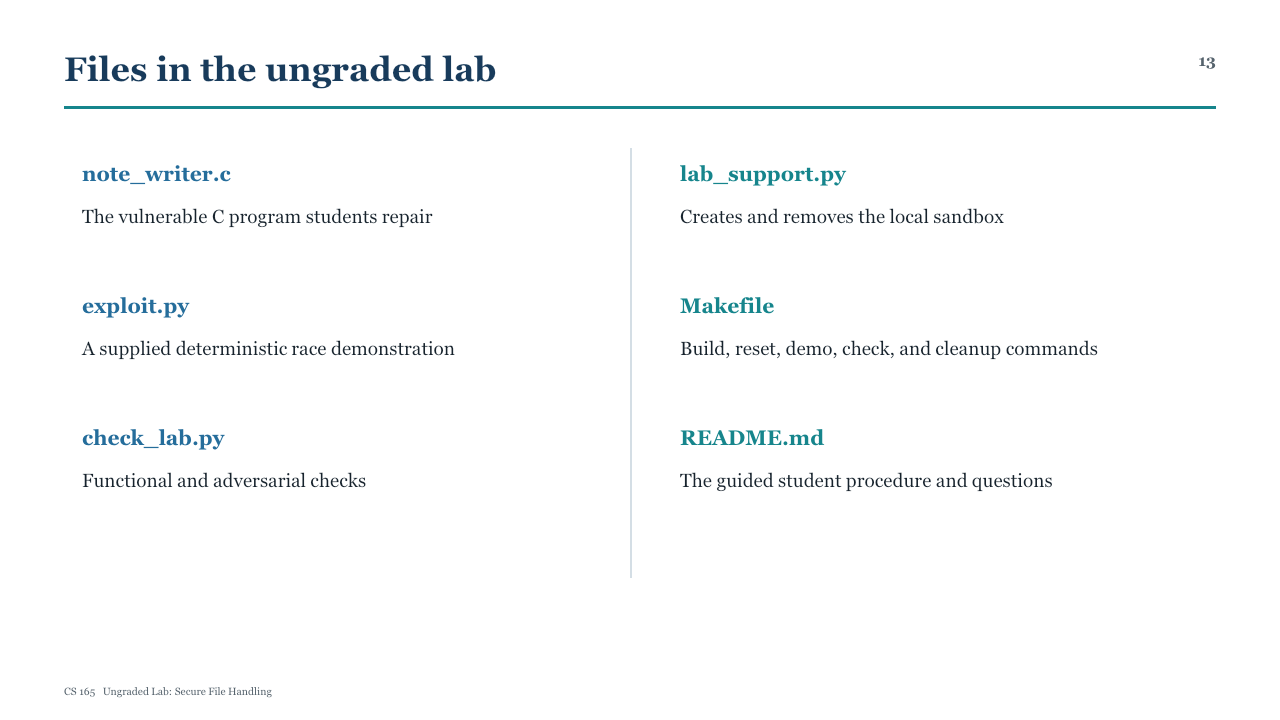 Files in the ungraded lab
13
note_writer.c
The vulnerable C program students repair
exploit.py
A supplied deterministic race demonstration
check_lab.py
Functional and adversarial checks
lab_support.py
Creates and removes the local sandbox
Makefile
Build, reset, demo, check, and cleanup commands
README.md
The guided student procedure and questions
CS 165 Ungraded Lab: Secure File Handling